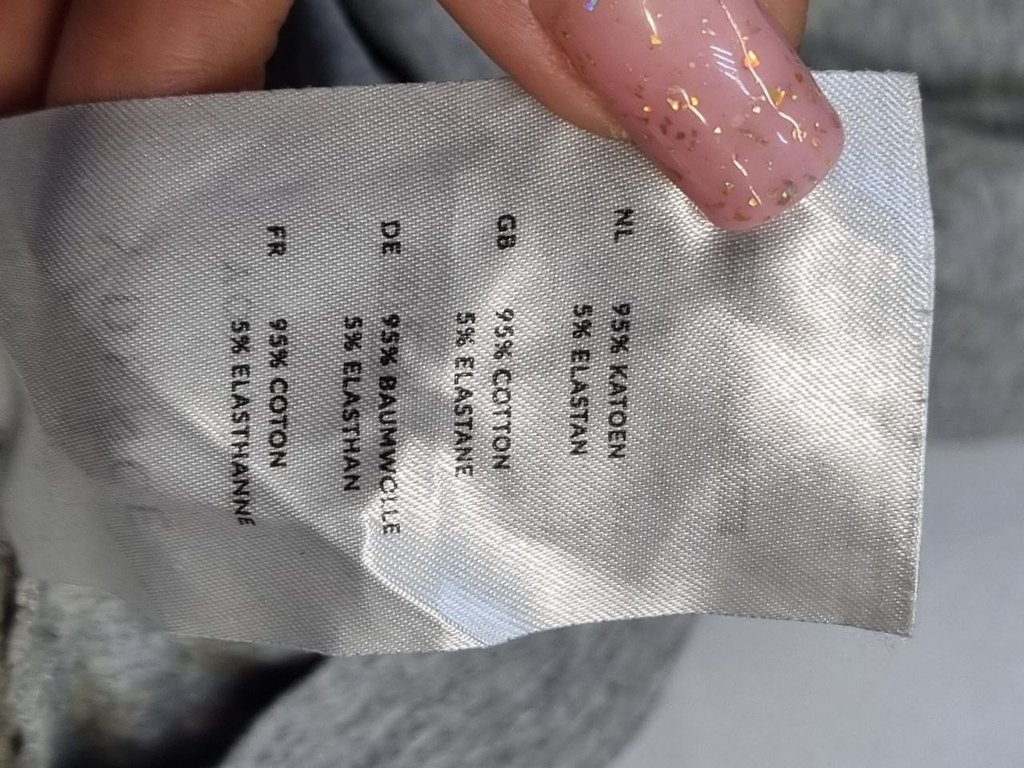 NL 95% KATOEN
5% ELASTAN
GB 95% COTTON
5% ELASTANE
DE 95% BAUMWOLLE
5% ELASTHAN
FR 95% COTON
5% ELASTHANNE